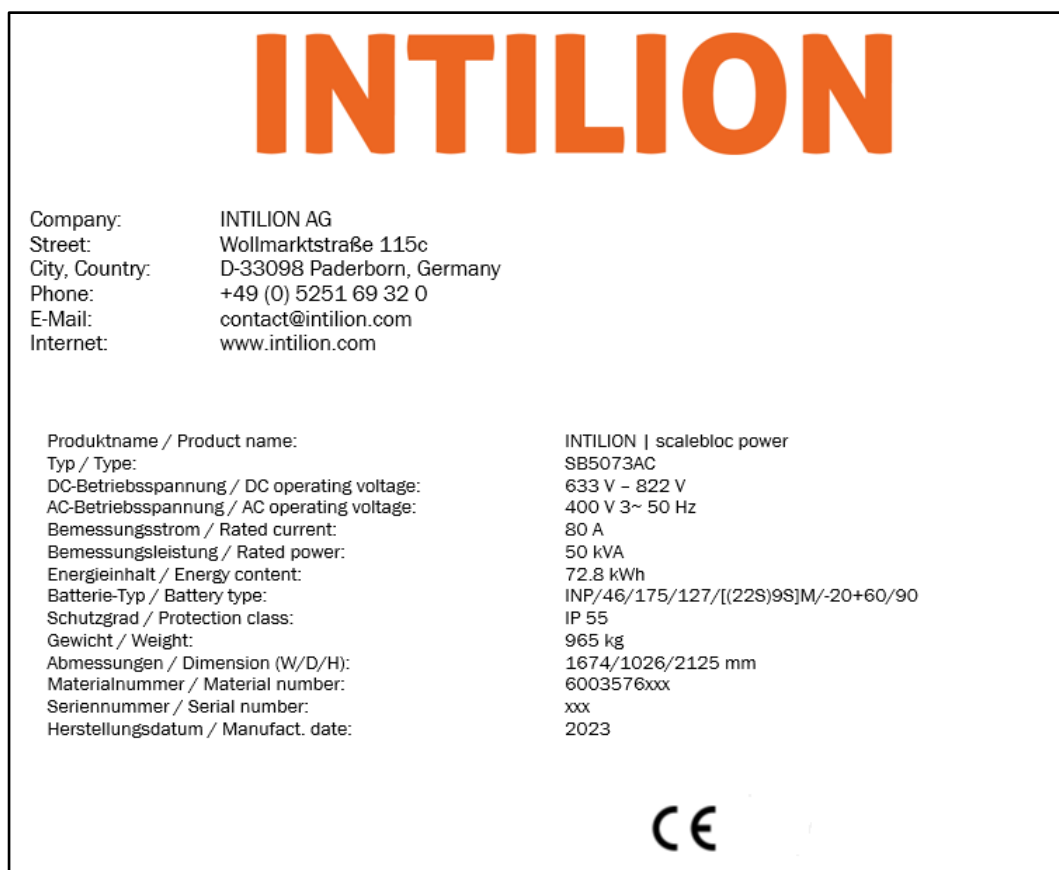 INTILION
Company: INTILION AG
Street: Wollmarktstraße 115c
City, Country: D-33098 Paderborn, Germany
Phone: +49 (0) 5251 69 32 0
E-Mail: contact@intilion.com
Internet: www.intilion.com
Produktname / Product name: INTILION | scalebloc power
Typ / Type: SB5073AC
DC-Betriebsspannung / DC operating voltage: 633 V – 822 V
AC-Betriebsspannung / AC operating voltage: 400 V 3~ 50 Hz
Bemessungsstrom / Rated current: 80 A
Bemessungsleistung / Rated power: 50 kVA
Energieinhalt / Energy content: 72.8 kWh
Batterie-Typ / Battery type: INP/46/175/127/[(22S)9S]M/-20+60/90
Schutzgrad / Protection class: IP 55
Gewicht / Weight: 965 kg
Abmessungen / Dimension (W/D/H): 1674/1026/2125 mm
Materialnummer / Material number: 6003576xxx
Seriennummer / Serial number: xxx
Herstellungsdatum / Manufact. date: 2023
CE